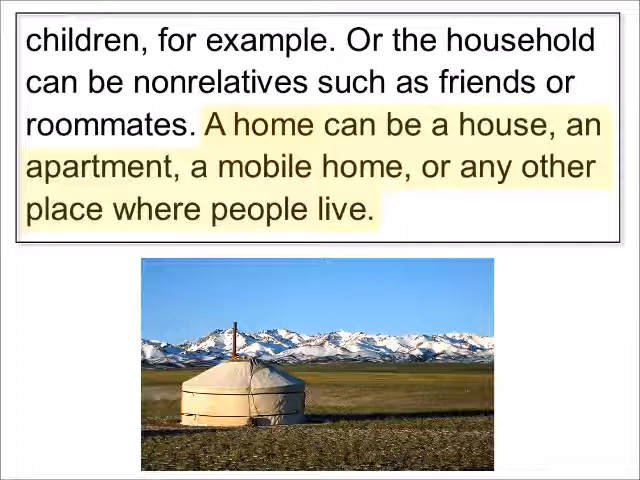 children, for example. Or the household
can be nonrelatives such as friends or
roommates. A home can be a house, an
apartment, a mobile home, or any other
place where people live.